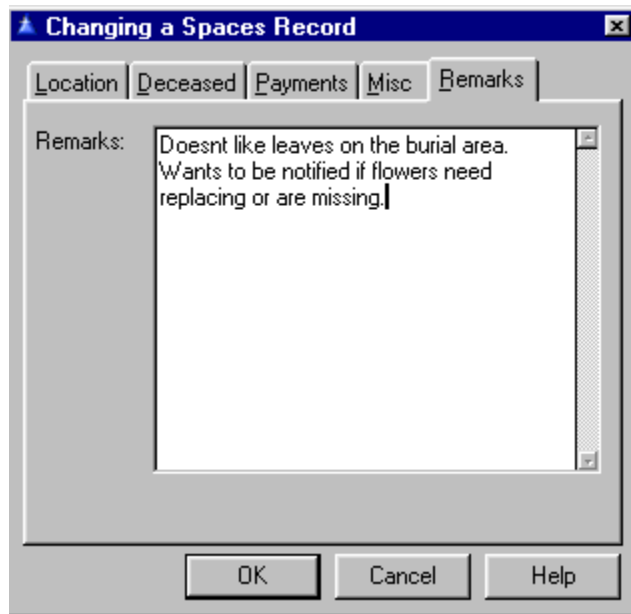 Changing a Spaces Record
Location Deceased Payments Misc Remarks
Remarks:
Doesnt like leaves on the burial area.
Wants to be notified if flowers need
replacing or are missing.
OK Cancel Help